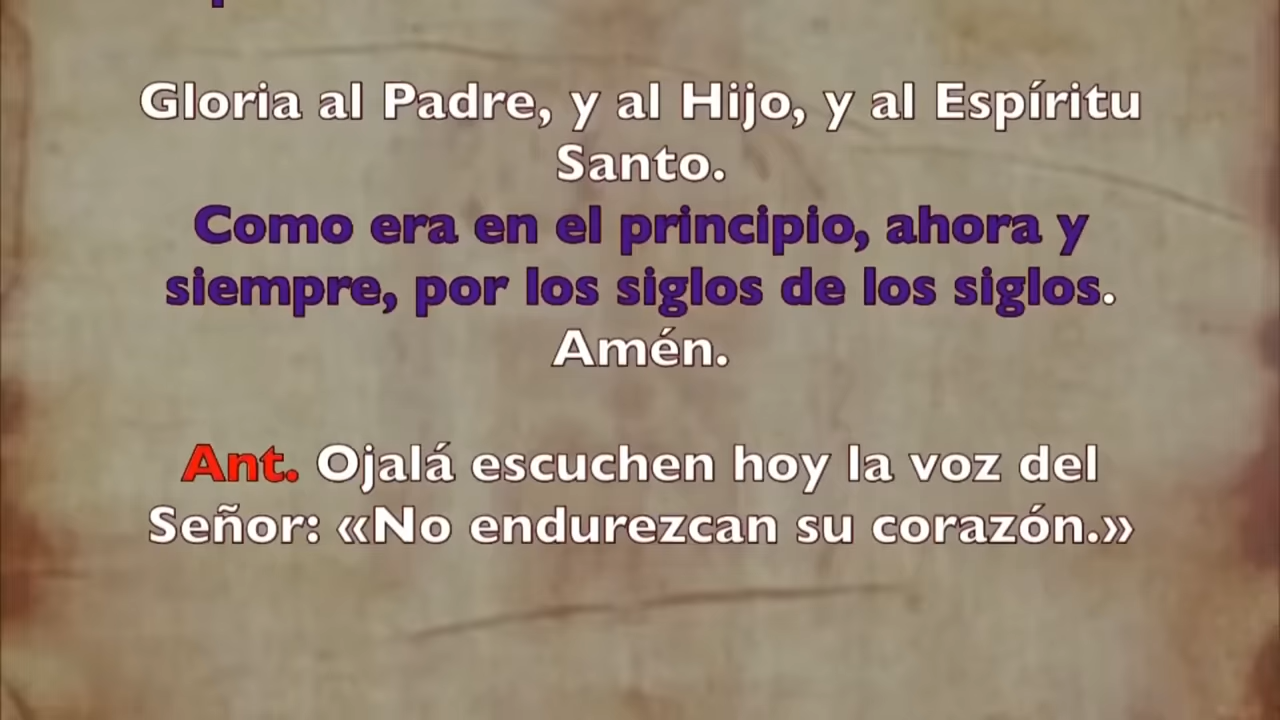 Gloria al Padre, y al Hijo, y al Espíritu
Santo.
Como era en el principio, ahora y
siempre, por los siglos de los siglos.
Amén.
Ant. Ojalá escuchen hoy la voz del
Señor: «No endurezcan su corazón.»